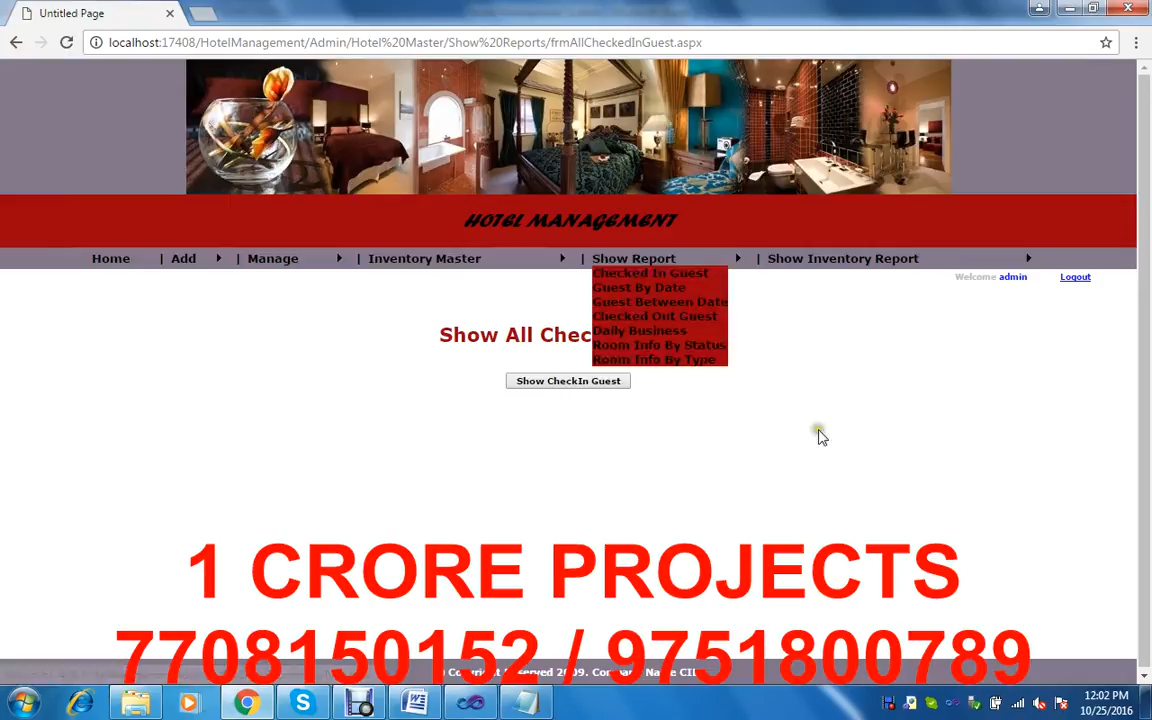 Untitled Page
localhost:17408/HotelManagement/Admin/Hotel%20Master/Show%20Reports/frmAllCheckedInGuest.aspx
HOTEL MANAGEMENT
Home | Add | Manage | Inventory Master | Show Report | Show Inventory Report
Welcome admin Logout
Checked In Guest
Guest By Date
Guest Between Date
Checked Out Guest
Daily Business
Room Info By Status
Room Info By Type
Show All Chec
Show CheckIn Guest
1 CRORE PROJECTS
7708150152 / 9751800789
12:02 PM
10/25/2016